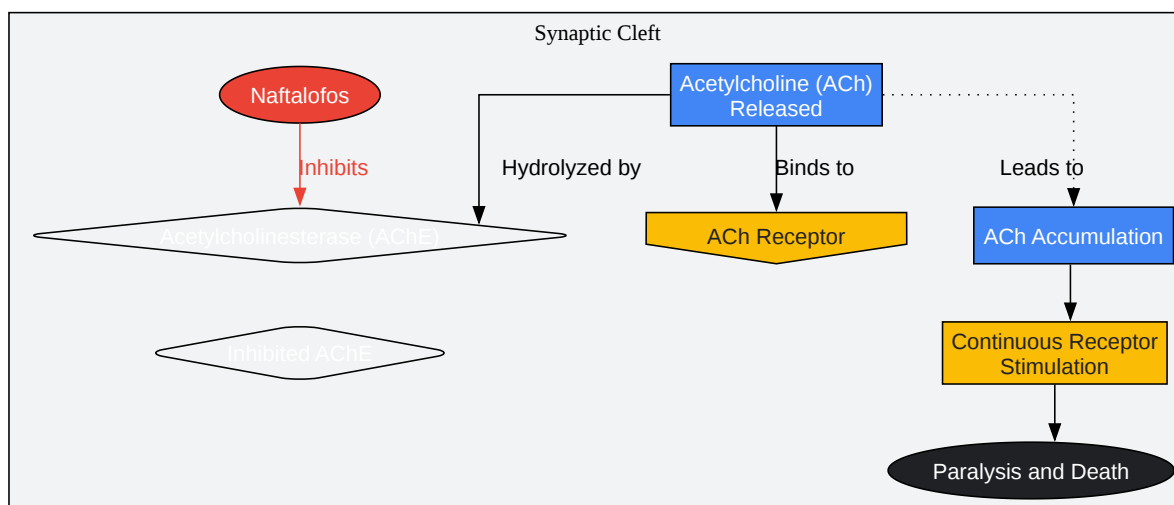 Synaptic Cleft
Naftalofos
Acetylcholine (ACh)
Released
Inhibits
Hydrolyzed by
Binds to
Leads to
Acetylcholinesterase (AChE)
ACh Receptor
ACh Accumulation
Inhibited AChE
Continuous Receptor
Stimulation
Paralysis and Death